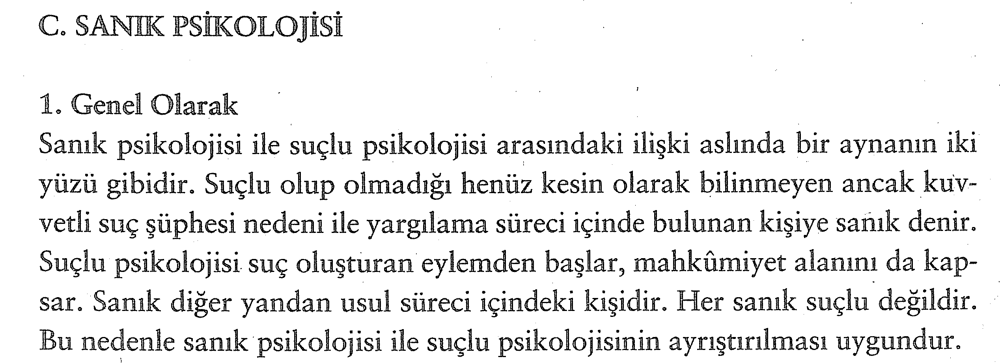 C. SANIK PSİKOLOJİSİ
1. Genel Olarak
Sanık psikolojisi ile suçlu psikolojisi arasındaki ilişki aslında bir aynanın iki
yüzü gibidir. Suçlu olup olmadığı henüz kesin olarak bilinmeyen ancak kuv-
vetli suç şüphesi nedeni ile yargılama süreci içinde bulunan kişiye sanık denir.
Suçlu psikolojisi suç oluşturan eylemden başlar, mahkûmiyet alanını da kap-
sar. Sanık diğer yandan usul süreci içindeki kişidir. Her sanık suçlu değildir.
Bu nedenle sanık psikolojisi ile suçlu psikolojisinin ayrıştırılması uygundur.